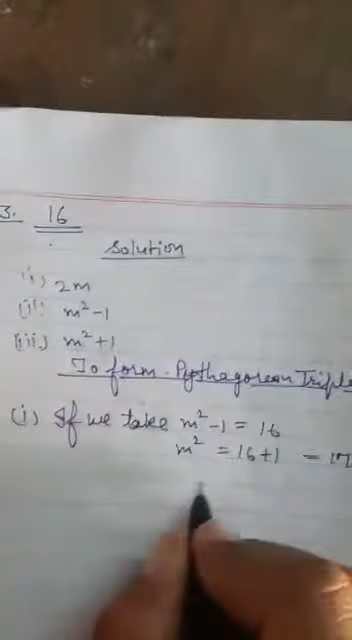 3. 16
Solution
(i) 2m
(ii) m²-1
(iii) m²+1
To form Pythagorean Triple
(i) If we take m²-1 = 16
m² = 16+1 = 17